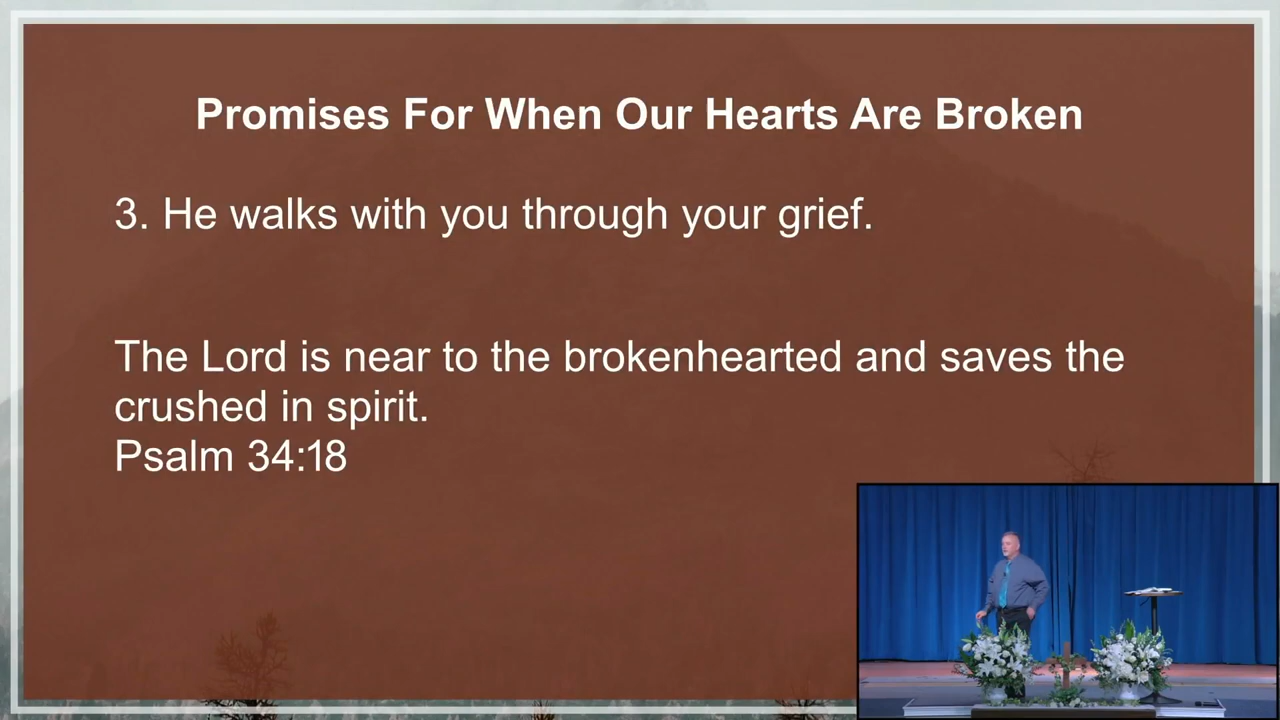 Promises For When Our Hearts Are Broken
3. He walks with you through your grief.
The Lord is near to the brokenhearted and saves the
crushed in spirit.
Psalm 34:18